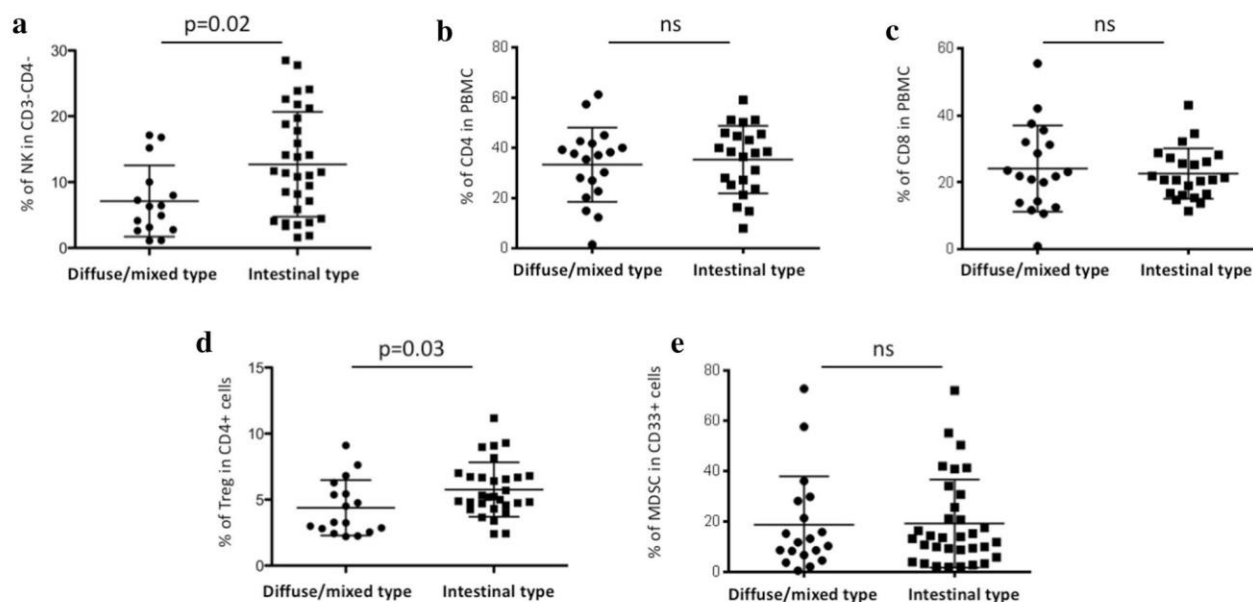 a
p=0.02
% of NK in CD3-CD4-
30
20
10
0
Diffuse/mixed type Intestinal type
b
ns
% of CD4 in PBMC
80
60
40
20
0
Diffuse/mixed type Intestinal type
c
ns
% of CD8 in PBMC
80
60
40
20
0
Diffuse/mixed type Intestinal type
d
p=0.03
% of Treg in CD4+ cells
15
10
5
0
Diffuse/mixed type Intestinal type
e
ns
% of MDSC in CD33+ cells
80
60
40
20
0
Diffuse/mixed type Intestinal type